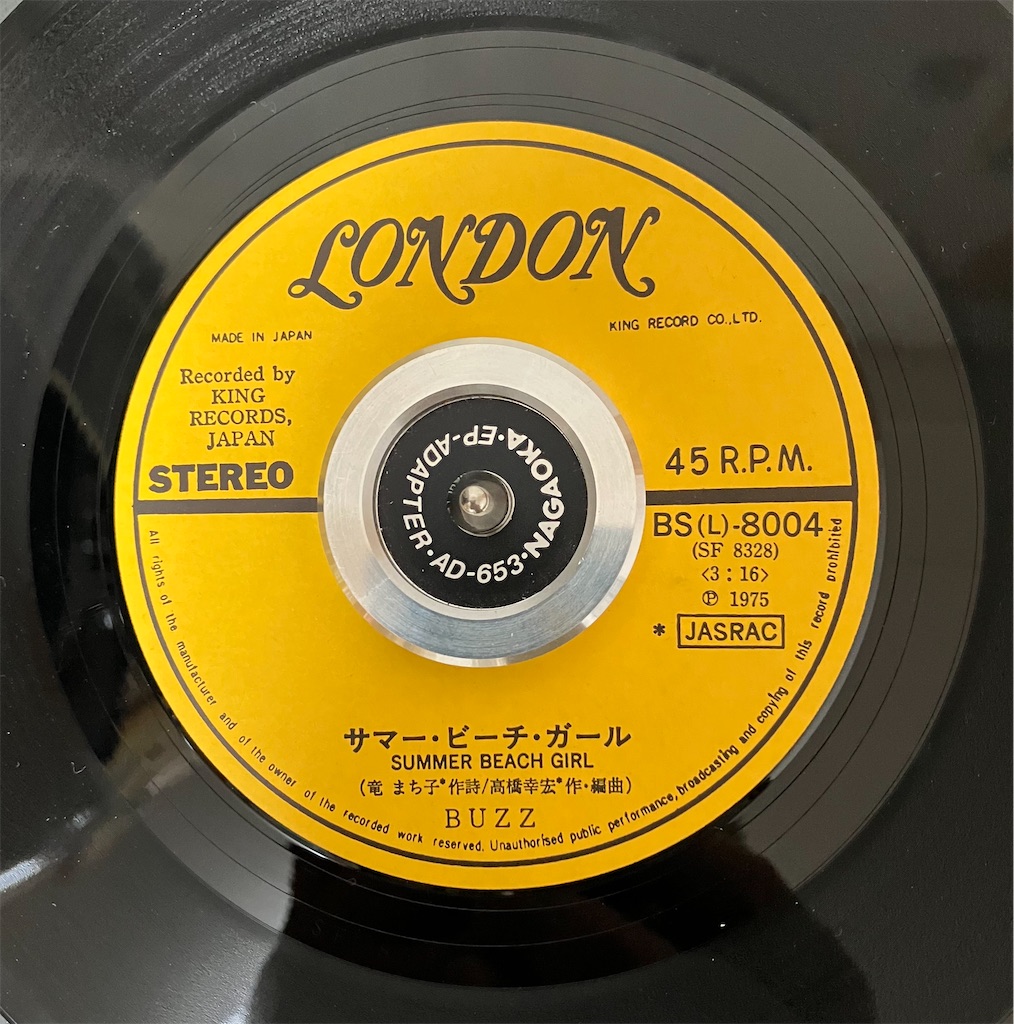 LONDON
MADE IN JAPAN
KING RECORD CO.,LTD.
Recorded by
KING
RECORDS,
JAPAN
STEREO
45 R.P.M.
NAGAOKA·EP-ADAPTER·AD-653·
BS(L)-8004
(SF 8328)
<3:16>
℗ 1975
* JASRAC
サマー・ビーチ・ガール
SUMMER BEACH GIRL
(竜 まち子*作詩/高橋幸宏*作・編曲)
BUZZ
All rights of the manufacturer and of the owner of the recorded work reserved. Unauthorised public performance, broadcasting and copying of this record prohibited